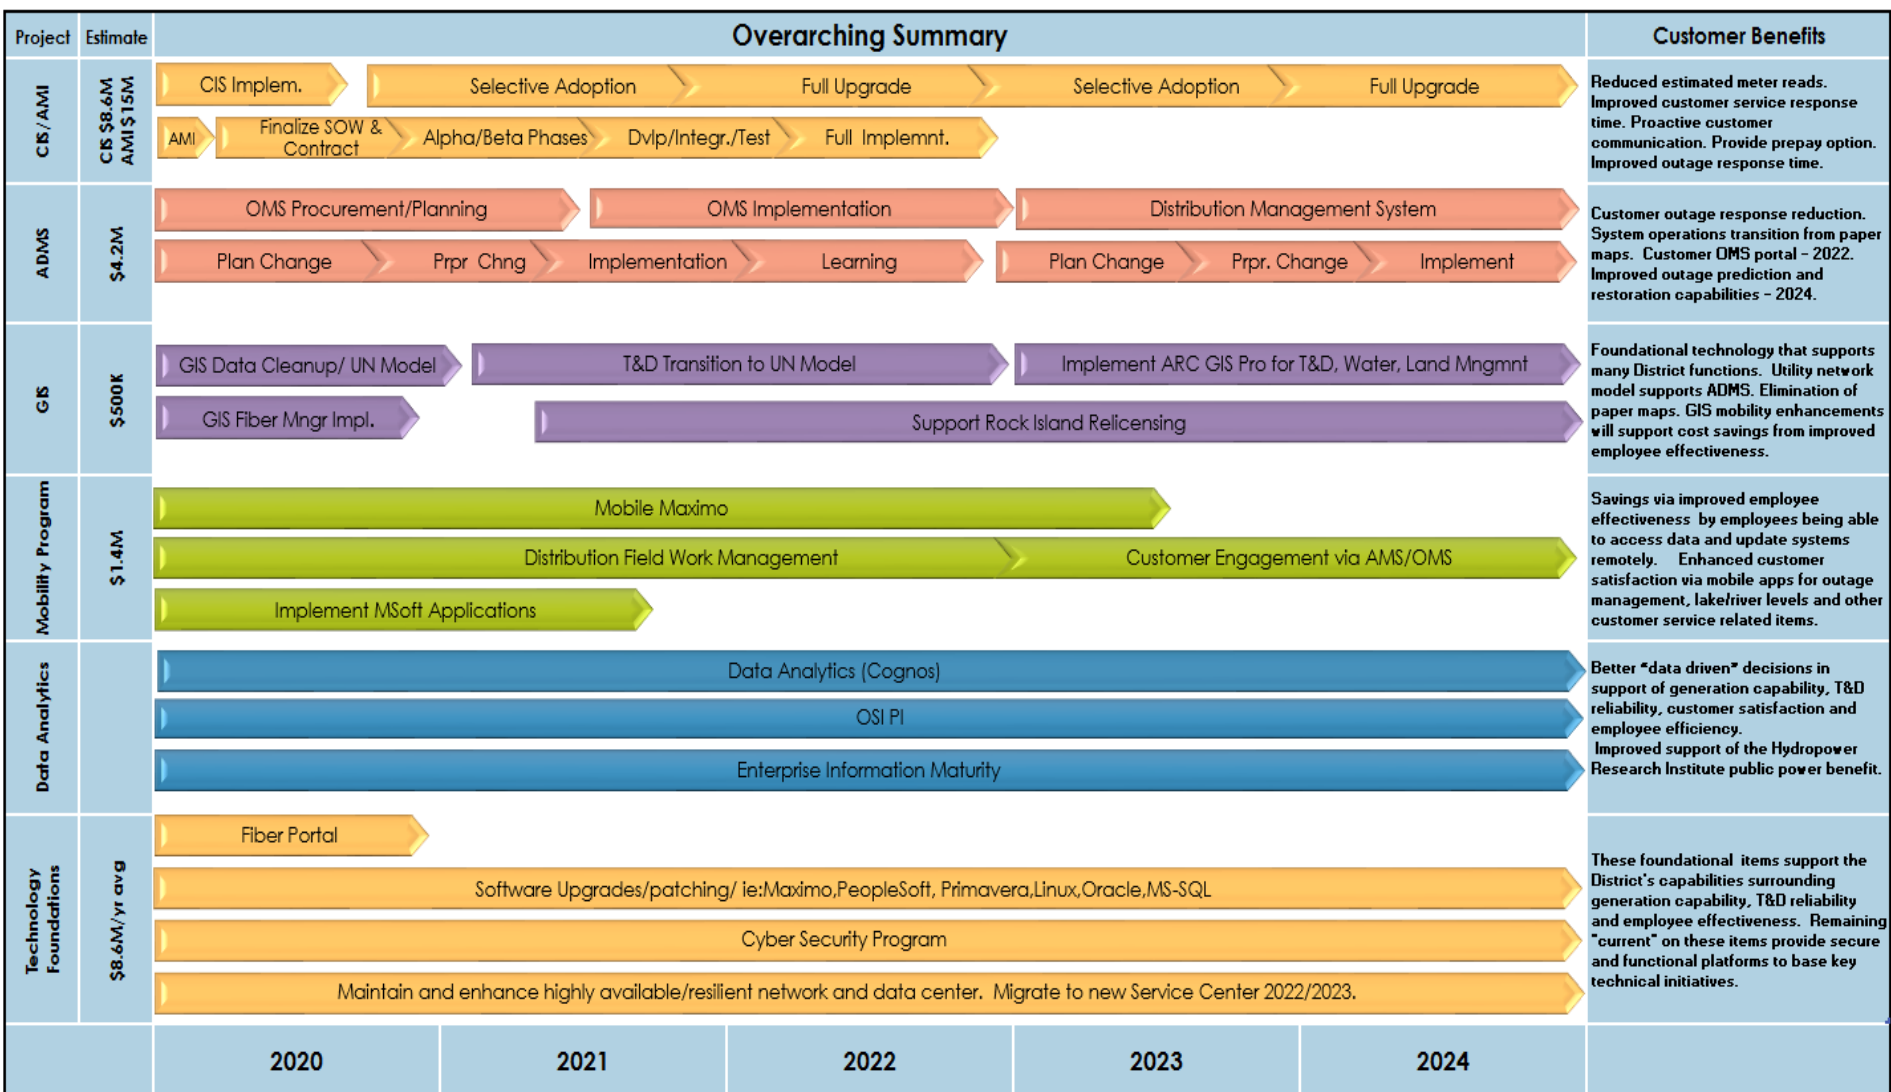 Project
Estimate
Overarching Summary
Customer Benefits
CIS/AMI
CIS $8.6M
AMI $15M
CIS Implem.
Selective Adoption
Full Upgrade
Selective Adoption
Full Upgrade
AMI
Finalize SOW &
Contract
Alpha/Beta Phases
Dvlp/Integr./Test
Full Implemnt.
Reduced estimated meter reads.
Improved customer service response
time. Proactive customer
communication. Provide prepay option.
Improved outage response time.
ADMS
$4.2M
OMS Procurement/Planning
OMS Implementation
Distribution Management System
Plan Change
Prpr Chng
Implementation
Learning
Plan Change
Prpr. Change
Implement
Customer outage response reduction.
System operations transition from paper
maps. Customer OMS portal - 2022.
Improved outage prediction and
restoration capabilities - 2024.
GIS
$500K
GIS Data Cleanup/ UN Model
T&D Transition to UN Model
Implement ARC GIS Pro for T&D, Water, Land Mngmnt
GIS Fiber Mngr Impl.
Support Rock Island Relicensing
Foundational technology that supports
many District functions. Utility network
model supports ADMS. Elimination of
paper maps. GIS mobility enhancements
will support cost savings from improved
employee effectiveness.
Mobility Program
$1.4M
Mobile Maximo
Distribution Field Work Management
Customer Engagement via AMS/OMS
Implement MSoft Applications
Savings via improved employee
effectiveness by employees being able
to access data and update systems
remotely. Enhanced customer
satisfaction via mobile apps for outage
management, lake/river levels and other
customer service related items.
Data Analytics
Data Analytics (Cognos)
OSI PI
Enterprise Information Maturity
Better "data driven" decisions in
support of generation capability, T&D
reliability, customer satisfaction and
employee efficiency.
Improved support of the Hydropower
Research Institute public power benefit.
Technology
Foundations
$8.6M/yr avg
Fiber Portal
Software Upgrades/patching/ ie:Maximo,PeopleSoft, Primavera,Linux,Oracle,MS-SQL
Cyber Security Program
Maintain and enhance highly available/resilient network and data center. Migrate to new Service Center 2022/2023.
These foundational items support the
District's capabilities surrounding
generation capability, T&D reliability
and employee effectiveness. Remaining
"current" on these items provide secure
and functional platforms to base key
technical initiatives.
2020
2021
2022
2023
2024